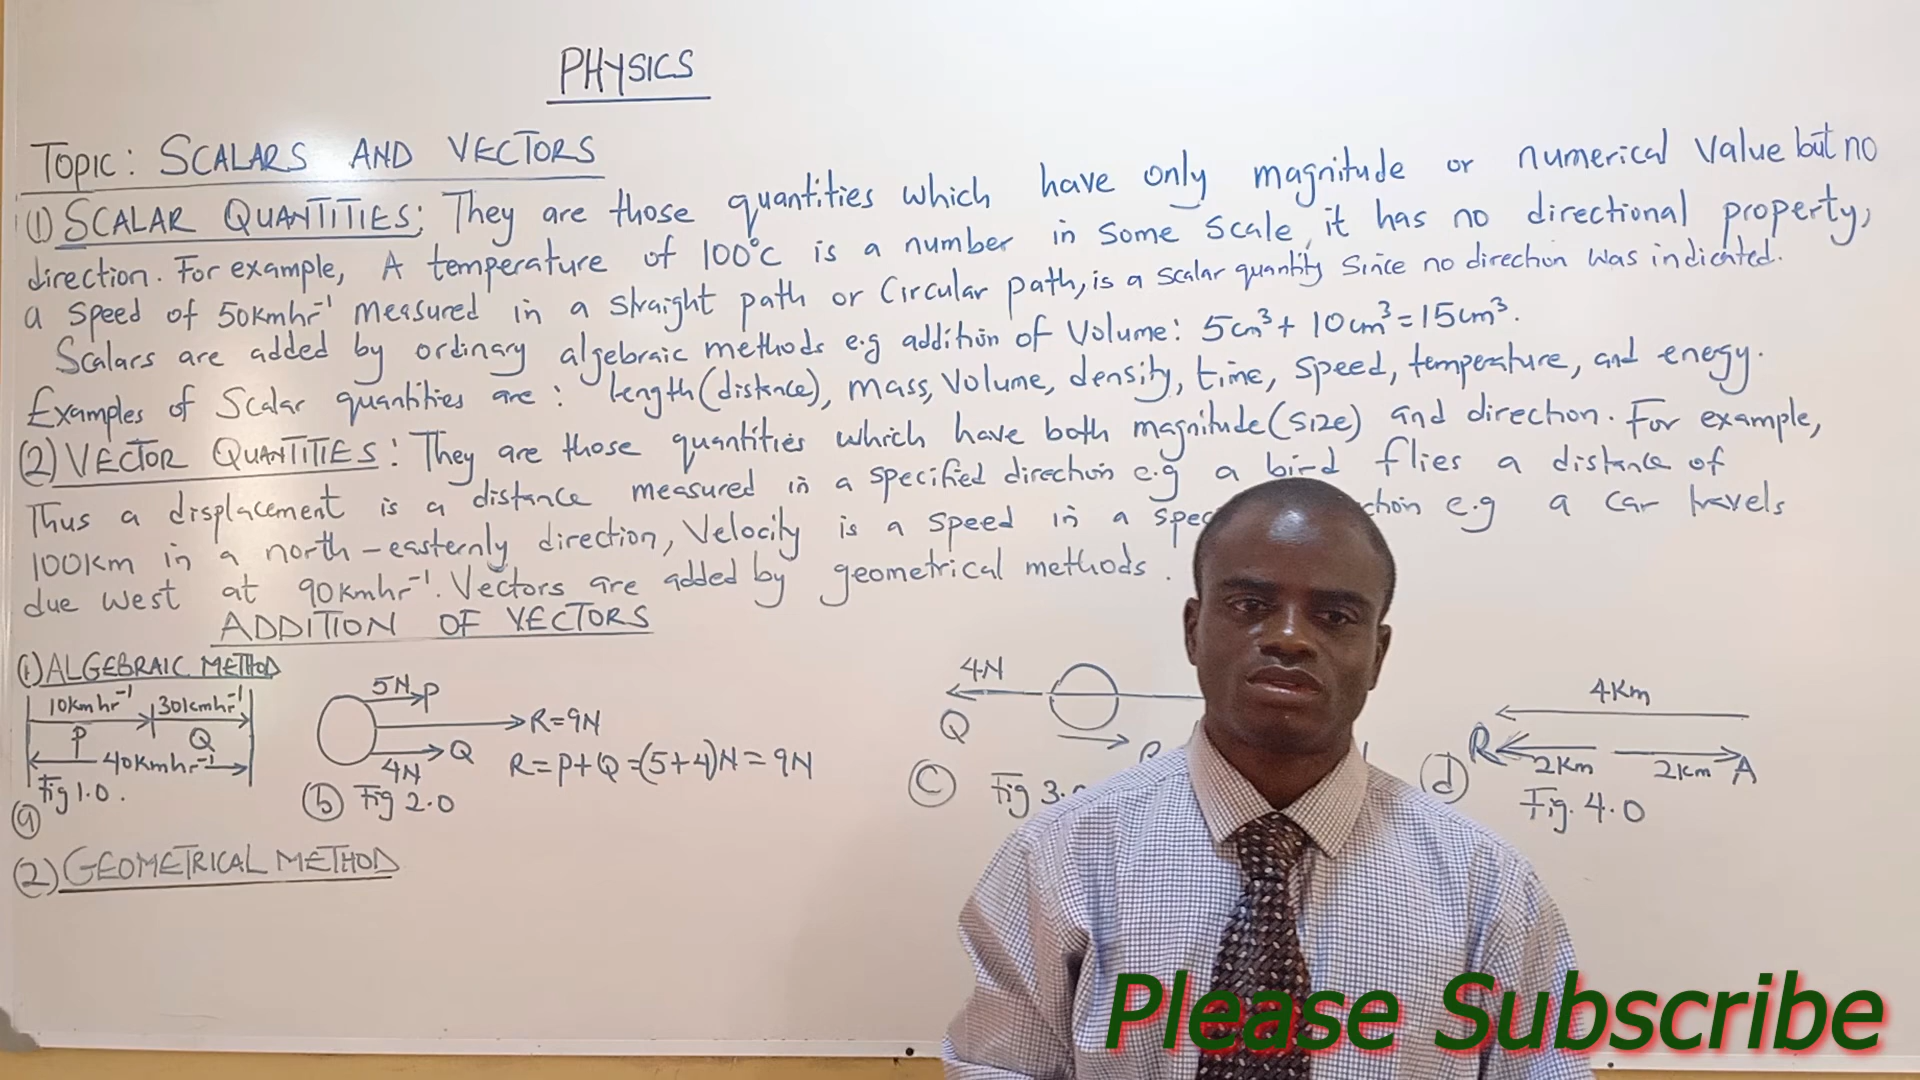 PHYSICS
Topic: SCALARS AND VECTORS
(1) SCALAR QUANTITIES: They are those quantities which have only magnitude or numerical value but no
direction. For example, A temperature of 100°C is a number in some scale, it has no directional property,
a speed of 50kmhr⁻¹ measured in a straight path or Circular path, is a scalar quantity since no direction was indicated.
Scalars are added by ordinary algebraic methods e.g addition of Volume: 5cm³ + 10cm³ = 15cm³.
Examples of Scalar quantities are: length (distance), mass, Volume, density, time, speed, temperature, and enegy.
(2) VECTOR QUANTITIES: They are those quantities which have both magnitude (size) and direction. For example,
Thus a displacement is a distance measured in a specified direction e.g a bird flies a distance of
100km in a north-easternly direction, Velocity is a speed in a spec ction e.g a car travels
due west at 90kmhr⁻¹. Vectors are added by geometrical methods.
ADDITION OF VECTORS
(1) ALGEBRAIC METHOD
10kmhr⁻¹ 30kmhr⁻¹
P Q
40kmhr⁻¹
Fig 1.0.
(a)
5N P
R=9N
4N Q
R=P+Q=(5+4)N=9N
(b) Fig 2.0
4N
Q
(c) Fig 3.
4km
R 2km 2km A
(d) Fig. 4.0
(2) GEOMETRICAL METHOD
Please Subscribe